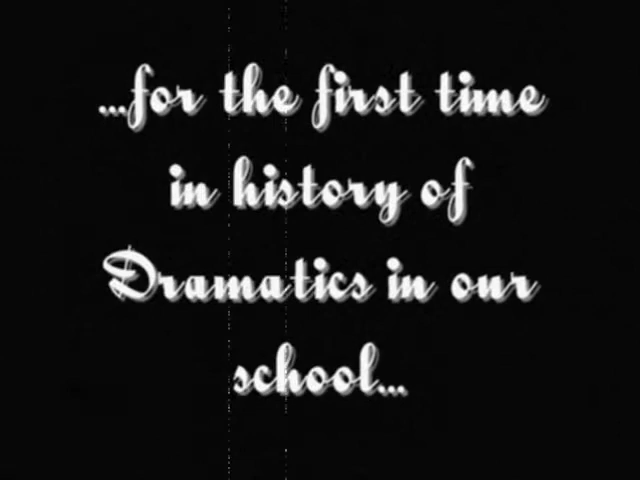 ...for the first time
in history of
Dramatics in our
school...